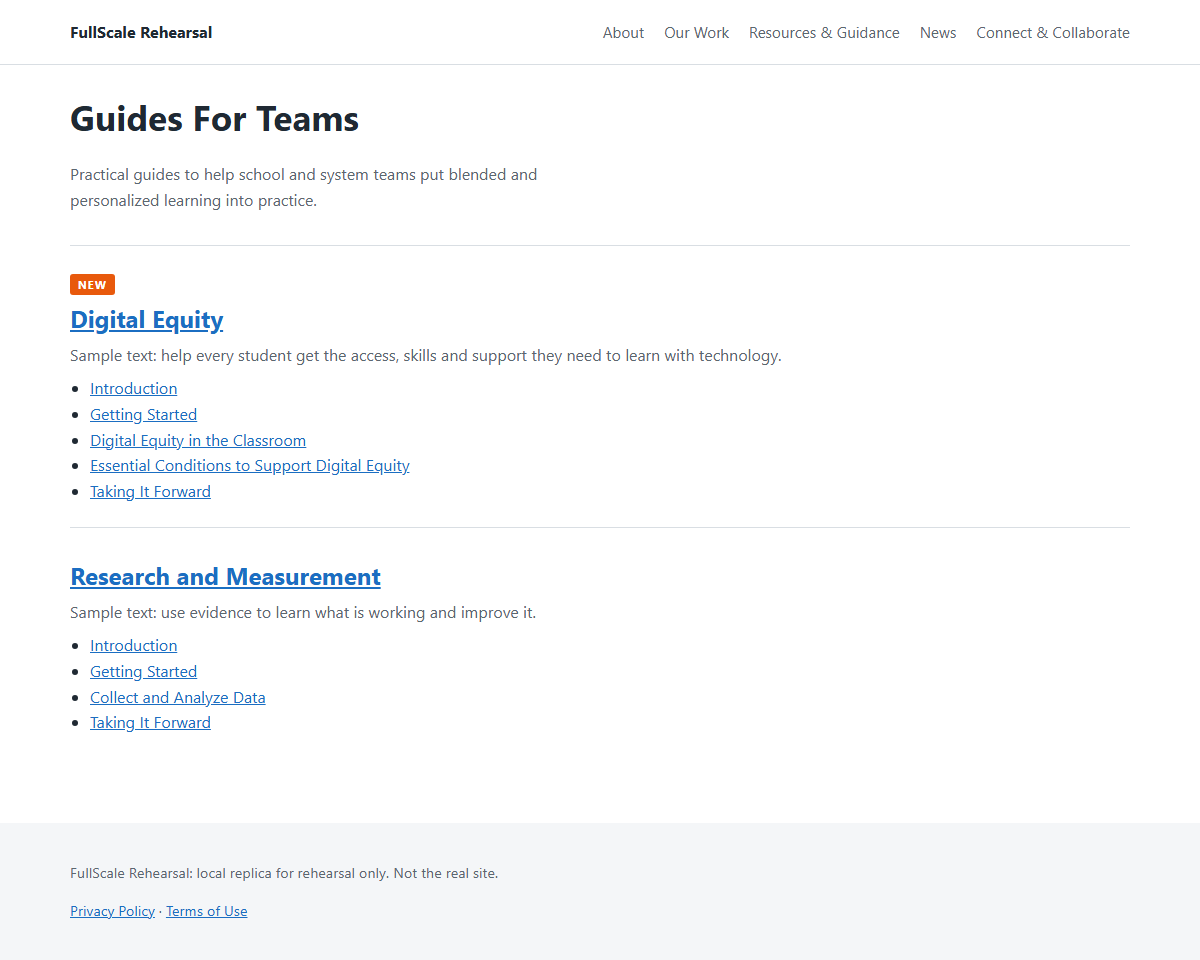 FullScale Rehearsal
About
Our Work
Resources & Guidance
News
Connect & Collaborate
Guides For Teams
Practical guides to help school and system teams put blended and
personalized learning into practice.
NEW
Digital Equity
Sample text: help every student get the access, skills and support they need to learn with technology.
Introduction
Getting Started
Digital Equity in the Classroom
Essential Conditions to Support Digital Equity
Taking It Forward
Research and Measurement
Sample text: use evidence to learn what is working and improve it.
Introduction
Getting Started
Collect and Analyze Data
Taking It Forward
FullScale Rehearsal: local replica for rehearsal only. Not the real site.
Privacy Policy · Terms of Use